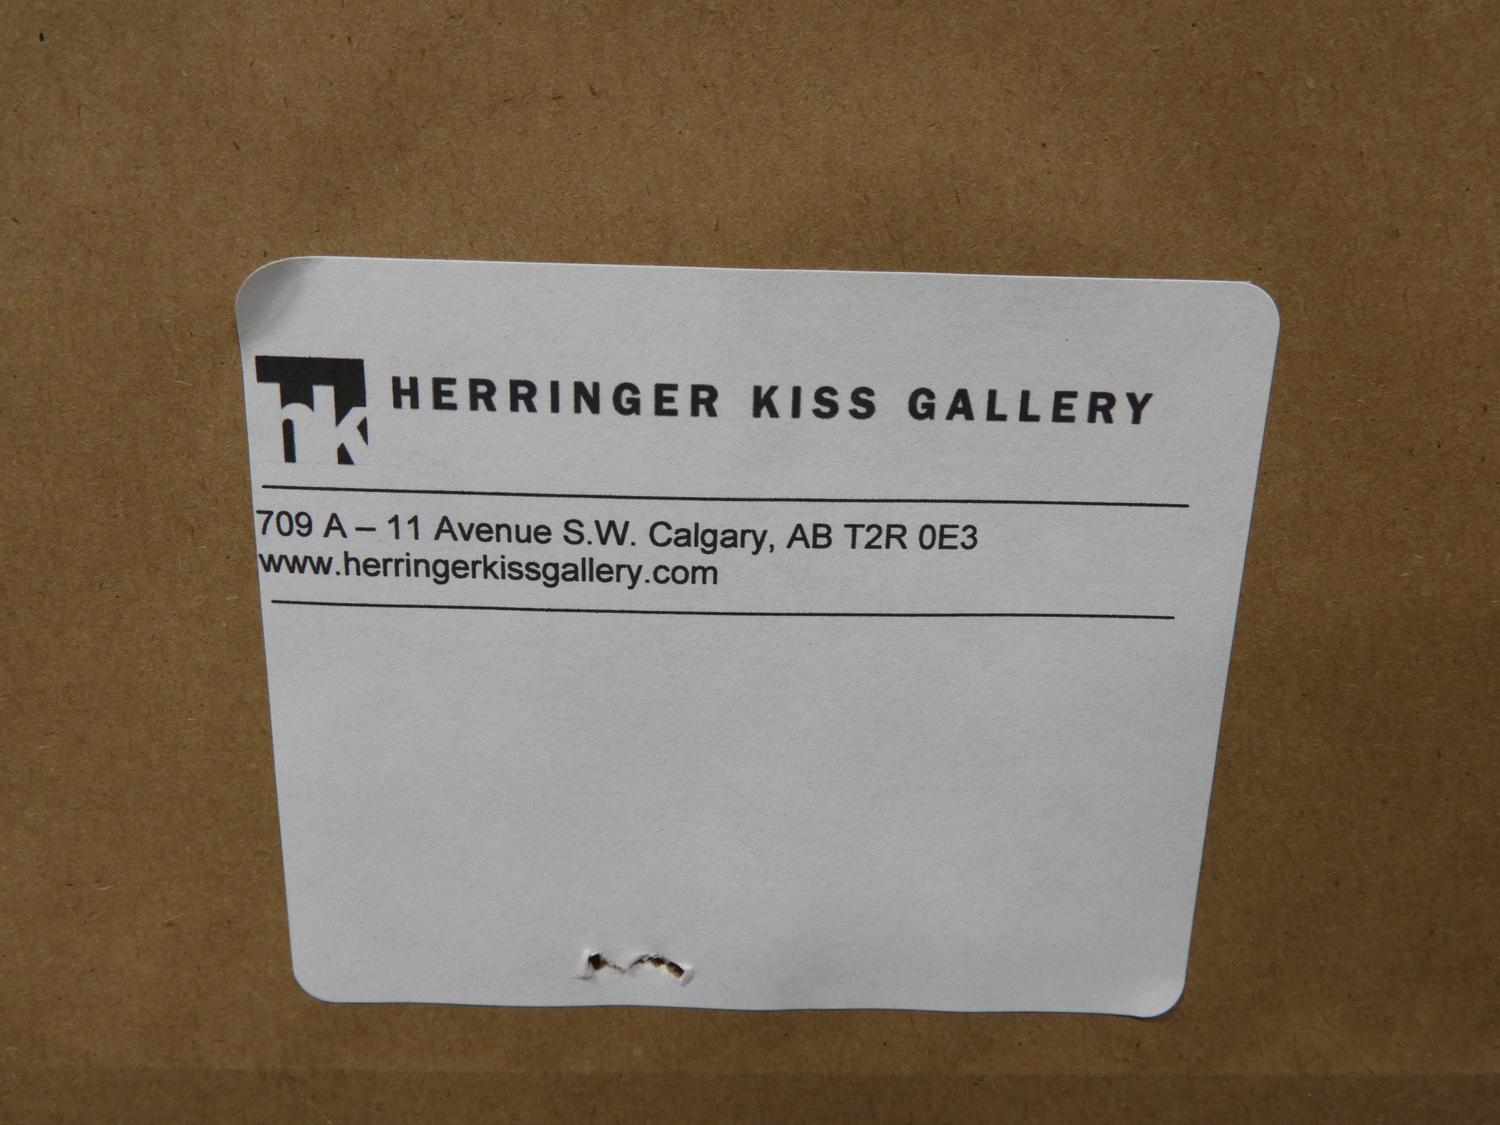 hk HERRINGER KISS GALLERY
709 A – 11 Avenue S.W. Calgary, AB T2R 0E3
www.herringerkissgallery.com